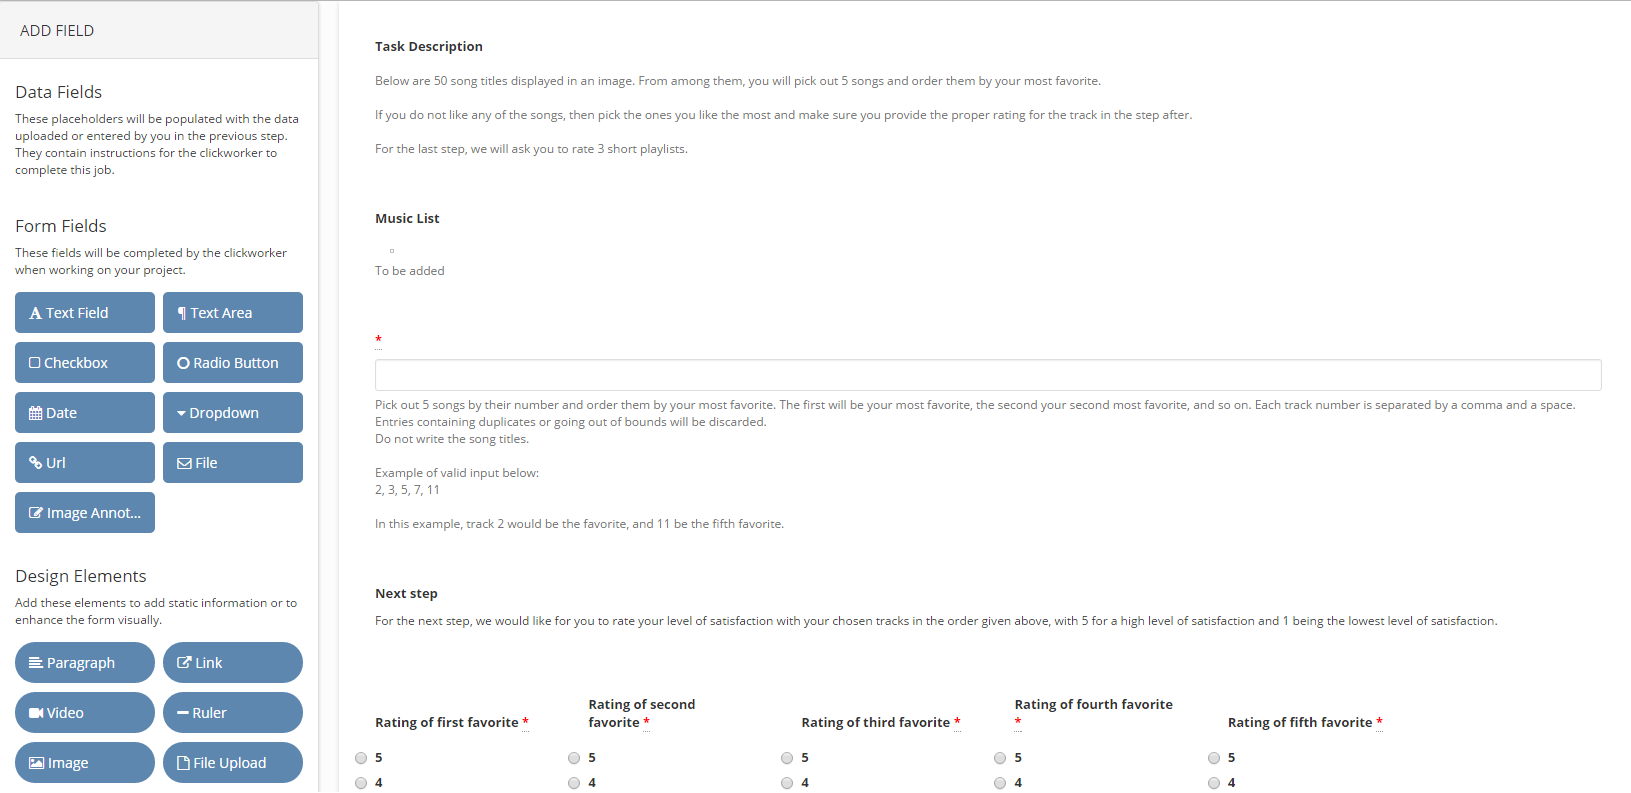 ADD FIELD
Data Fields
These placeholders will be populated with the data
uploaded or entered by you in the previous step.
They contain instructions for the clickworker to
complete this job.
Form Fields
These fields will be completed by the clickworker
when working on your project.
Text Field
Text Area
Checkbox
Radio Button
Date
Dropdown
Url
File
Image Annot...
Design Elements
Add these elements to add static information or to
enhance the form visually.
Paragraph
Link
Video
Ruler
Image
File Upload
Task Description
Below are 50 song titles displayed in an image. From among them, you will pick out 5 songs and order them by your most favorite.
If you do not like any of the songs, then pick the ones you like the most and make sure you provide the proper rating for the track in the step after.
For the last step, we will ask you to rate 3 short playlists.
Music List
To be added
*
Pick out 5 songs by their number and order them by your most favorite. The first will be your most favorite, the second your second most favorite, and so on. Each track number is separated by a comma and a space.
Entries containing duplicates or going out of bounds will be discarded.
Do not write the song titles.
Example of valid input below:
2, 3, 5, 7, 11
In this example, track 2 would be the favorite, and 11 be the fifth favorite.
Next step
For the next step, we would like for you to rate your level of satisfaction with your chosen tracks in the order given above, with 5 for a high level of satisfaction and 1 being the lowest level of satisfaction.
Rating of first favorite *
5
4
Rating of second
favorite *
5
4
Rating of third favorite *
5
4
Rating of fourth favorite
*
5
4
Rating of fifth favorite *
5
4